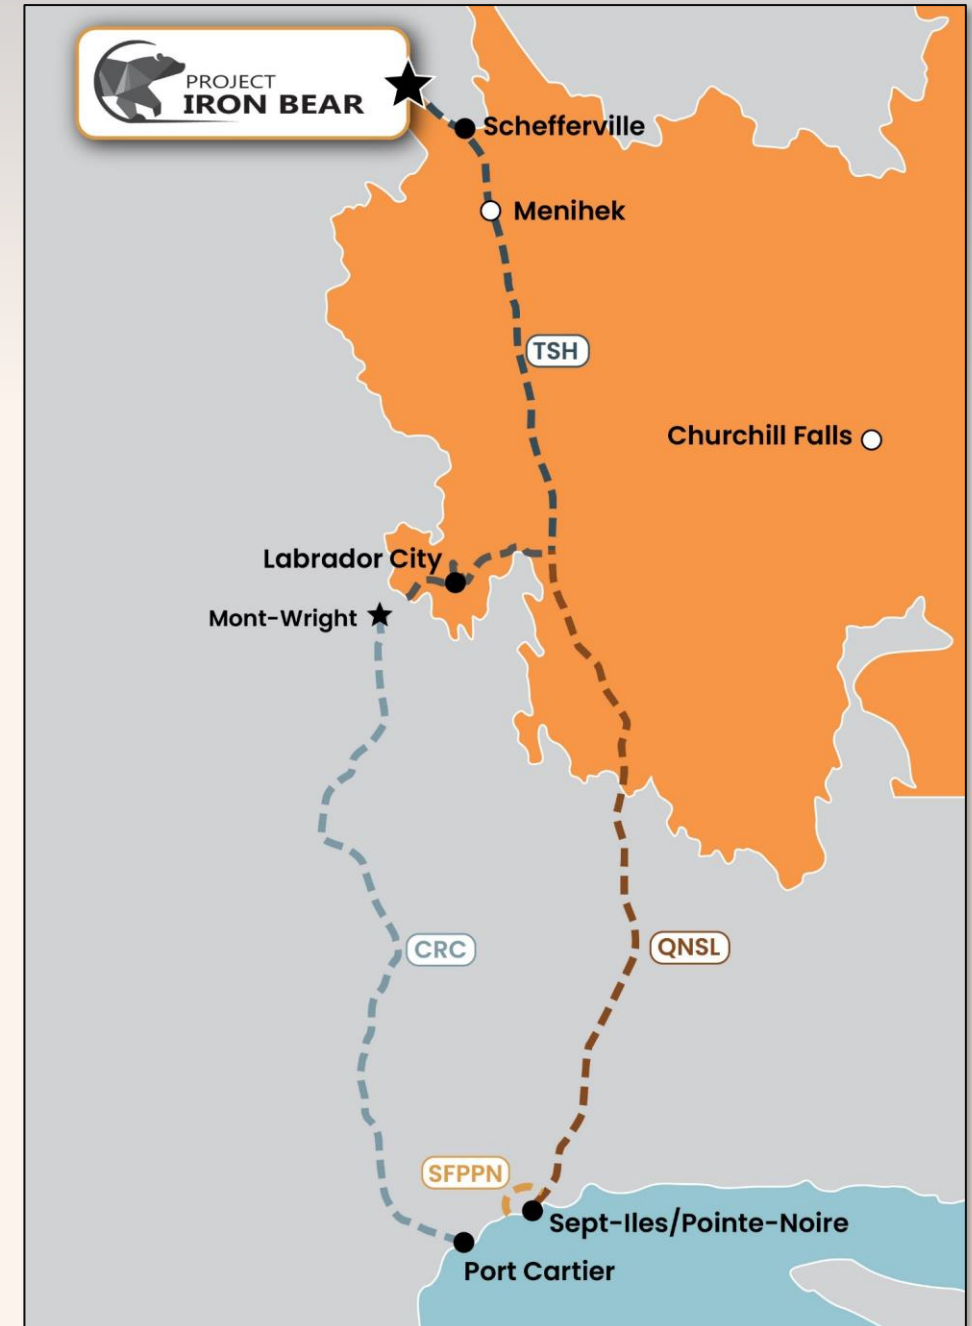 PROJECT
IRON BEAR
Schefferville
Menihek
TSH
Churchill Falls
Labrador City
Mont-Wright
CRC
QNSL
SFPPN
Sept-Iles/Pointe-Noire
Port Cartier